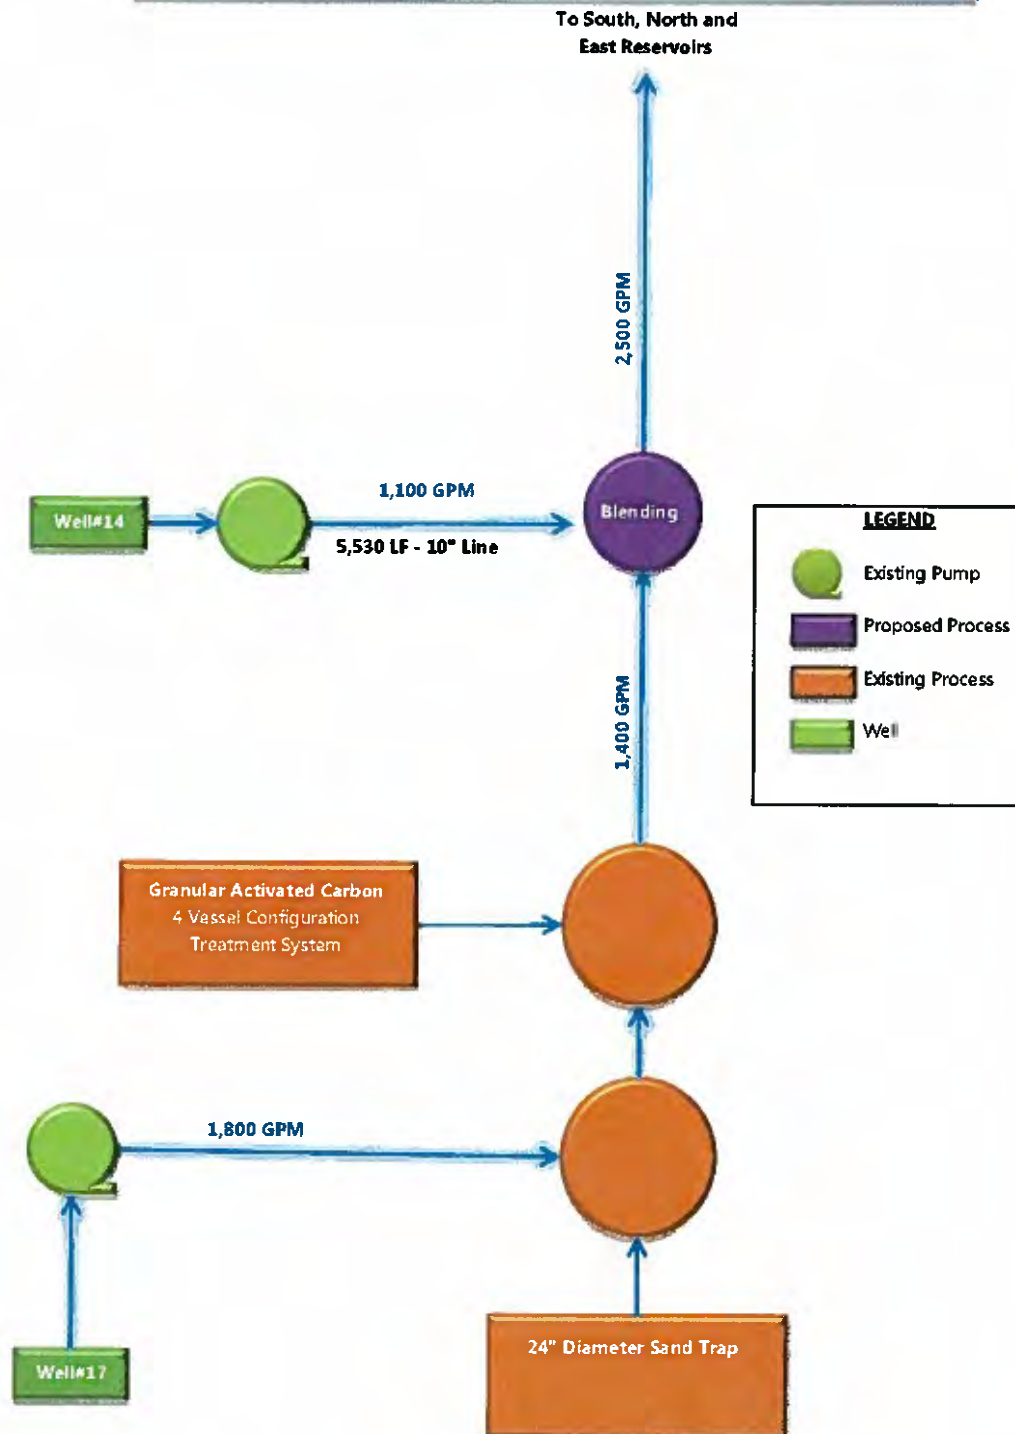 To South, North and
East Reservoirs
2,500 GPM
Well#14
1,100 GPM
5,530 LF - 10" Line
Blending
LEGEND
Existing Pump
Proposed Process
Existing Process
Well
1,400 GPM
Granular Activated Carbon
4 Vessel Configuration
Treatment System
1,800 GPM
Well#17
24" Diameter Sand Trap